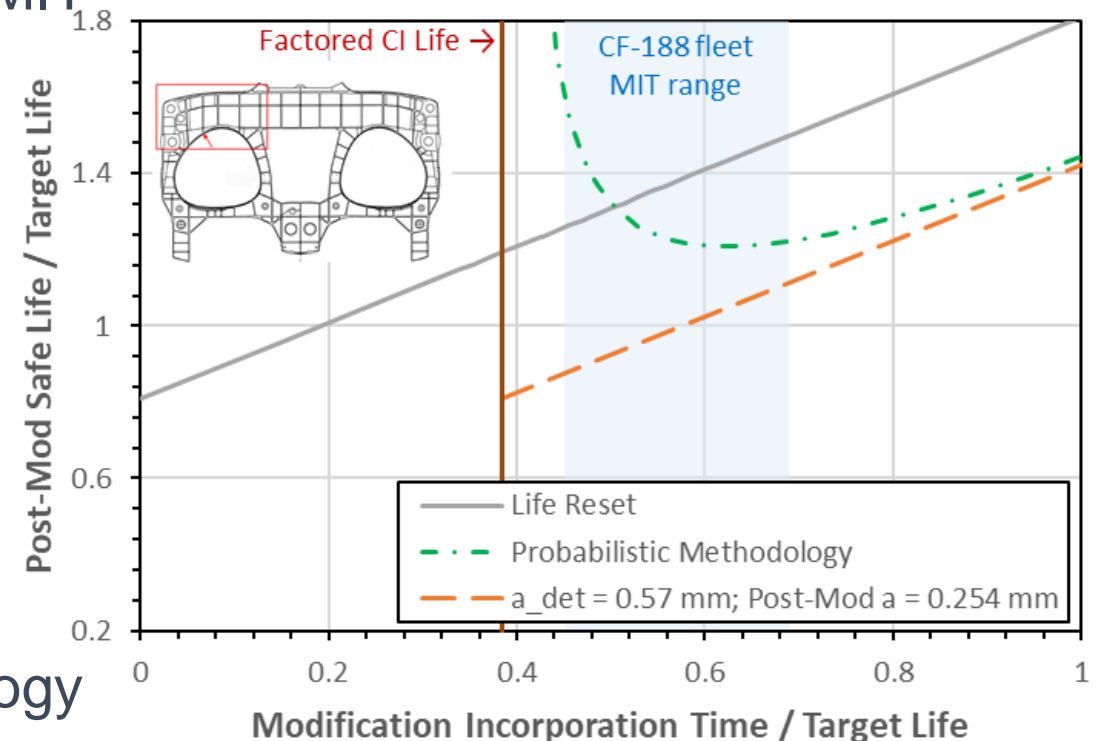 1.8
Factored CI Life →
CF-188 fleet
MIT range
Post-Mod Safe Life / Target Life
1.4
1
0.6
0.2
Life Reset
Probabilistic Methodology
a_det = 0.57 mm; Post-Mod a = 0.254 mm
0 0.2 0.4 0.6 0.8 1
ogy
Modification Incorporation Time / Target Life